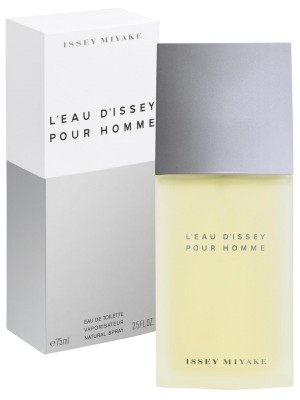 ISSEY MIYAKE
L'EAU D'ISSEY
POUR HOMME
EAU DE TOILETTE
VAPORISATEUR
NATURAL SPRAY
℮ 75ml
2.5 FL.OZ.
L'EAU D'ISSEY
POUR HOMME
ISSEY MIYAKE